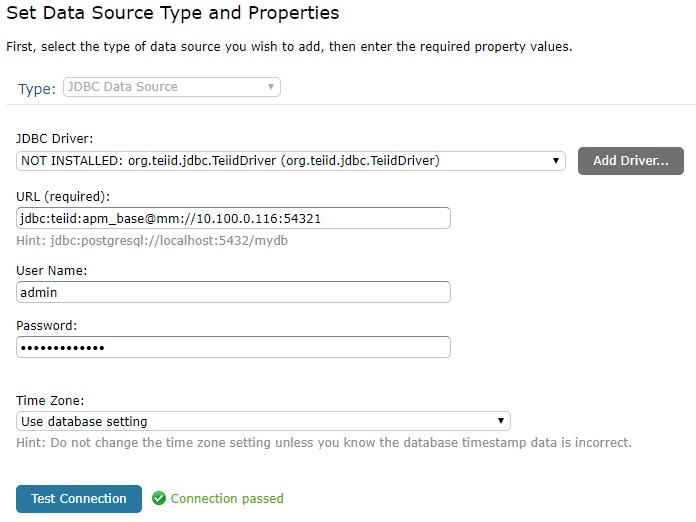 Set Data Source Type and Properties
First, select the type of data source you wish to add, then enter the required property values.
Type: JDBC Data Source
JDBC Driver:
NOT INSTALLED: org.teiid.jdbc.TeiidDriver (org.teiid.jdbc.TeiidDriver) Add Driver...
URL (required):
jdbc:teiid:apm_base@mm://10.100.0.116:54321
Hint: jdbc:postgresql://localhost:5432/mydb
User Name:
admin
Password:
•••••••••••••
Time Zone:
Use database setting
Hint: Do not change the time zone setting unless you know the database timestamp data is incorrect.
Test Connection Connection passed